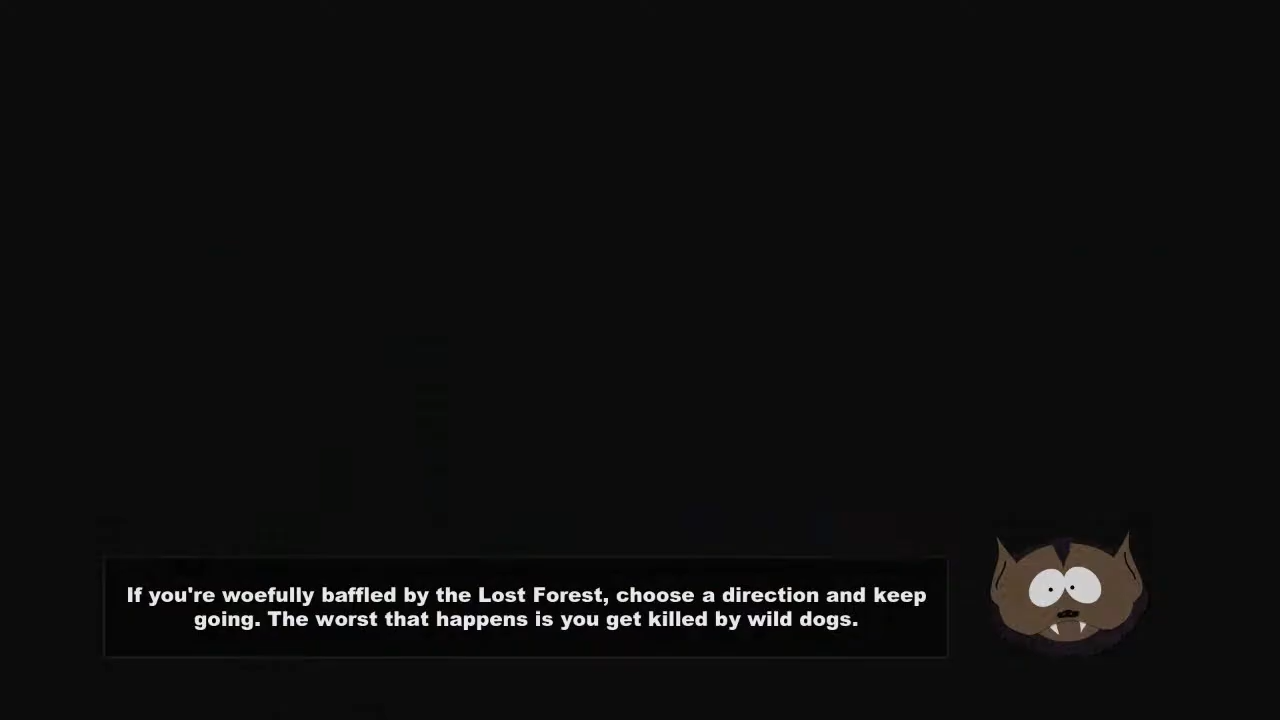 If you're woefully baffled by the Lost Forest, choose a direction and keep
going. The worst that happens is you get killed by wild dogs.